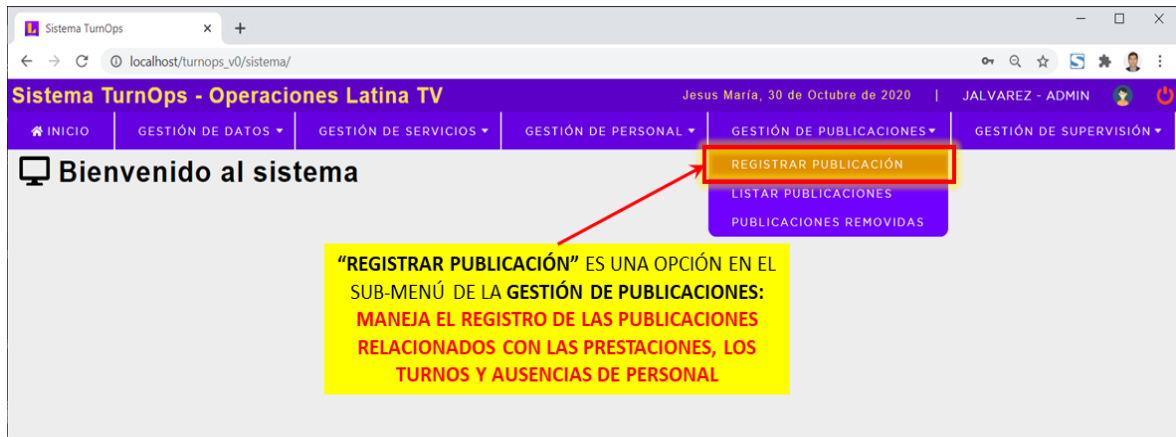 Sistema TurnOps
localhost/turnops_v0/sistema/
Sistema TurnOps - Operaciones Latina TV
Jesus María, 30 de Octubre de 2020 | JALVAREZ - ADMIN
INICIO
GESTIÓN DE DATOS
GESTIÓN DE SERVICIOS
GESTIÓN DE PERSONAL
GESTIÓN DE PUBLICACIONES
GESTIÓN DE SUPERVISIÓN
Bienvenido al sistema
REGISTRAR PUBLICACIÓN
LISTAR PUBLICACIONES
PUBLICACIONES REMOVIDAS
“REGISTRAR PUBLICACIÓN” ES UNA OPCIÓN EN EL
SUB-MENÚ DE LA GESTIÓN DE PUBLICACIONES:
MANEJA EL REGISTRO DE LAS PUBLICACIONES
RELACIONADOS CON LAS PRESTACIONES, LOS
TURNOS Y AUSENCIAS DE PERSONAL